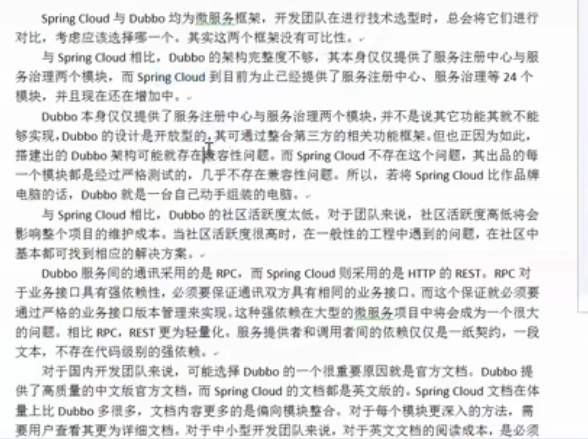 Spring Cloud 与 Dubbo 均为微服务框架，开发团队在进行技术选型时，总会将它们进行
对比，考虑应该选择哪一个。其实这两个框架没有可比性。
与 Spring Cloud 相比，Dubbo 的架构完整度不够，其本身仅仅提供了服务注册中心与服
务治理两个模块，而 Spring Cloud 到目前为止已经提供了服务注册中心、服务治理等 24 个
模块，并且现在还在增加中。
Dubbo 本身仅仅提供了服务注册中心与服务治理两个模块，并不是说其它功能其就不能
够实现，Dubbo 的设计是开放型的，其可通过整合第三方的相关功能框架。但也正因为如此，
搭建出的 Dubbo 架构可能就存在兼容性问题。而 Spring Cloud 不存在这个问题，其出品的每
一个模块都是经过严格测试的，几乎不存在兼容性问题。所以，若将 Spring Cloud 比作品牌
电脑的话，Dubbo 就是一台自己动手组装的电脑。
与 Spring Cloud 相比，Dubbo 的社区活跃度太低。对于团队来说，社区活跃度高低将会
影响整个项目的维护成本。当社区活跃度很高时，在一般性的工程中遇到的问题，在社区中
基本都可找到相应的解决方案。
Dubbo 服务间的通讯采用的是 RPC，而 Spring Cloud 则采用的是 HTTP 的 REST。RPC 对
于业务接口具有强依赖性，必须要保证通讯双方具有相同的业务接口。而这个保证就必须要
通过严格的业务接口版本管理来实现。这种强依赖在大型的微服务项目中将会成为一个很大
的问题。相比 RPC，REST 更为轻量化。服务提供者和调用者间的依赖仅仅是一纸契约，一段
文本，不存在代码级别的强依赖。
对于国内开发团队来说，可能选择 Dubbo 的一个很重要原因就是官方文档。Dubbo 提
供了高质量的中文版官方文档，而 Spring Cloud 的文档都是英文版的。Spring Cloud 文档在体
量上比 Dubbo 多很多，文档内容更多的是偏向模块整合。对于每个模块更深入的方法，需
要用户查看其更为详细文档。对于中小型开发团队来说，对于英文文档的阅读成本，是必须